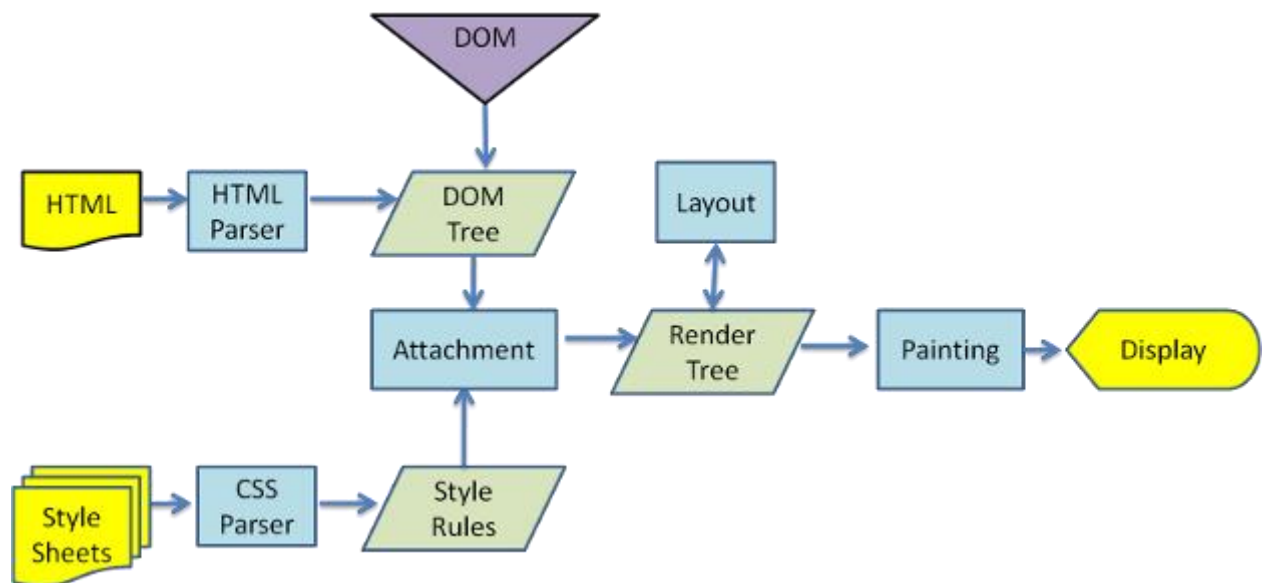 DOM
HTML
HTML
Parser
DOM
Tree
Layout
Attachment
Render
Tree
Painting
Display
Style
Sheets
CSS
Parser
Style
Rules